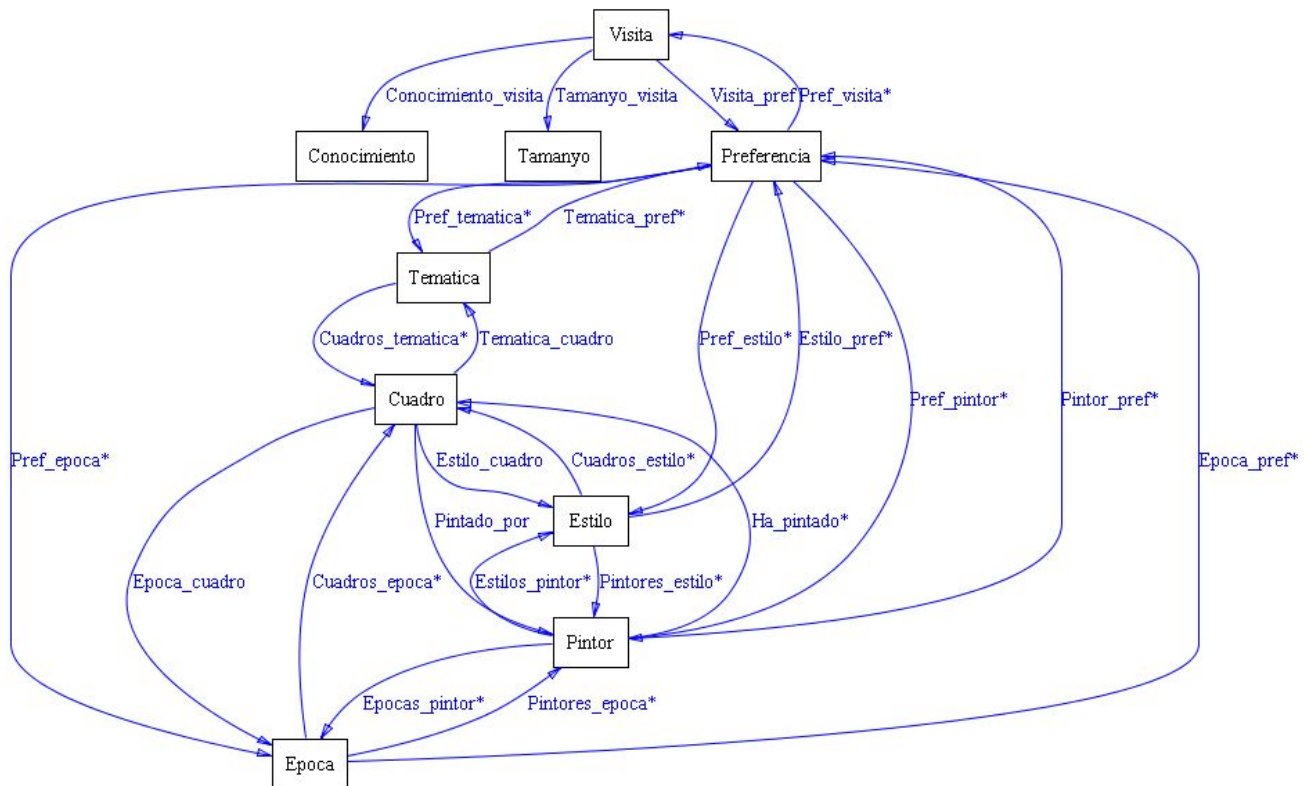 Visita
Conocimiento_visita
Tamanyo_visita
Visita_pref
Pref_visita*
Conocimiento
Tamanyo
Preferencia
Pref_tematica*
Tematica_pref*
Tematica
Cuadros_tematica*
Tematica_cuadro
Pref_estilo*
Estilo_pref*
Cuadro
Pref_pintor*
Pintor_pref*
Pref_epoca*
Estilo_cuadro
Cuadros_estilo*
Epoca_pref*
Estilo
Pintado_por
Ha_pintado*
Epoca_cuadro
Cuadros_epoca*
Estilos_pintor*
Pintores_estilo*
Pintor
Epocas_pintor*
Pintores_epoca*
Epoca